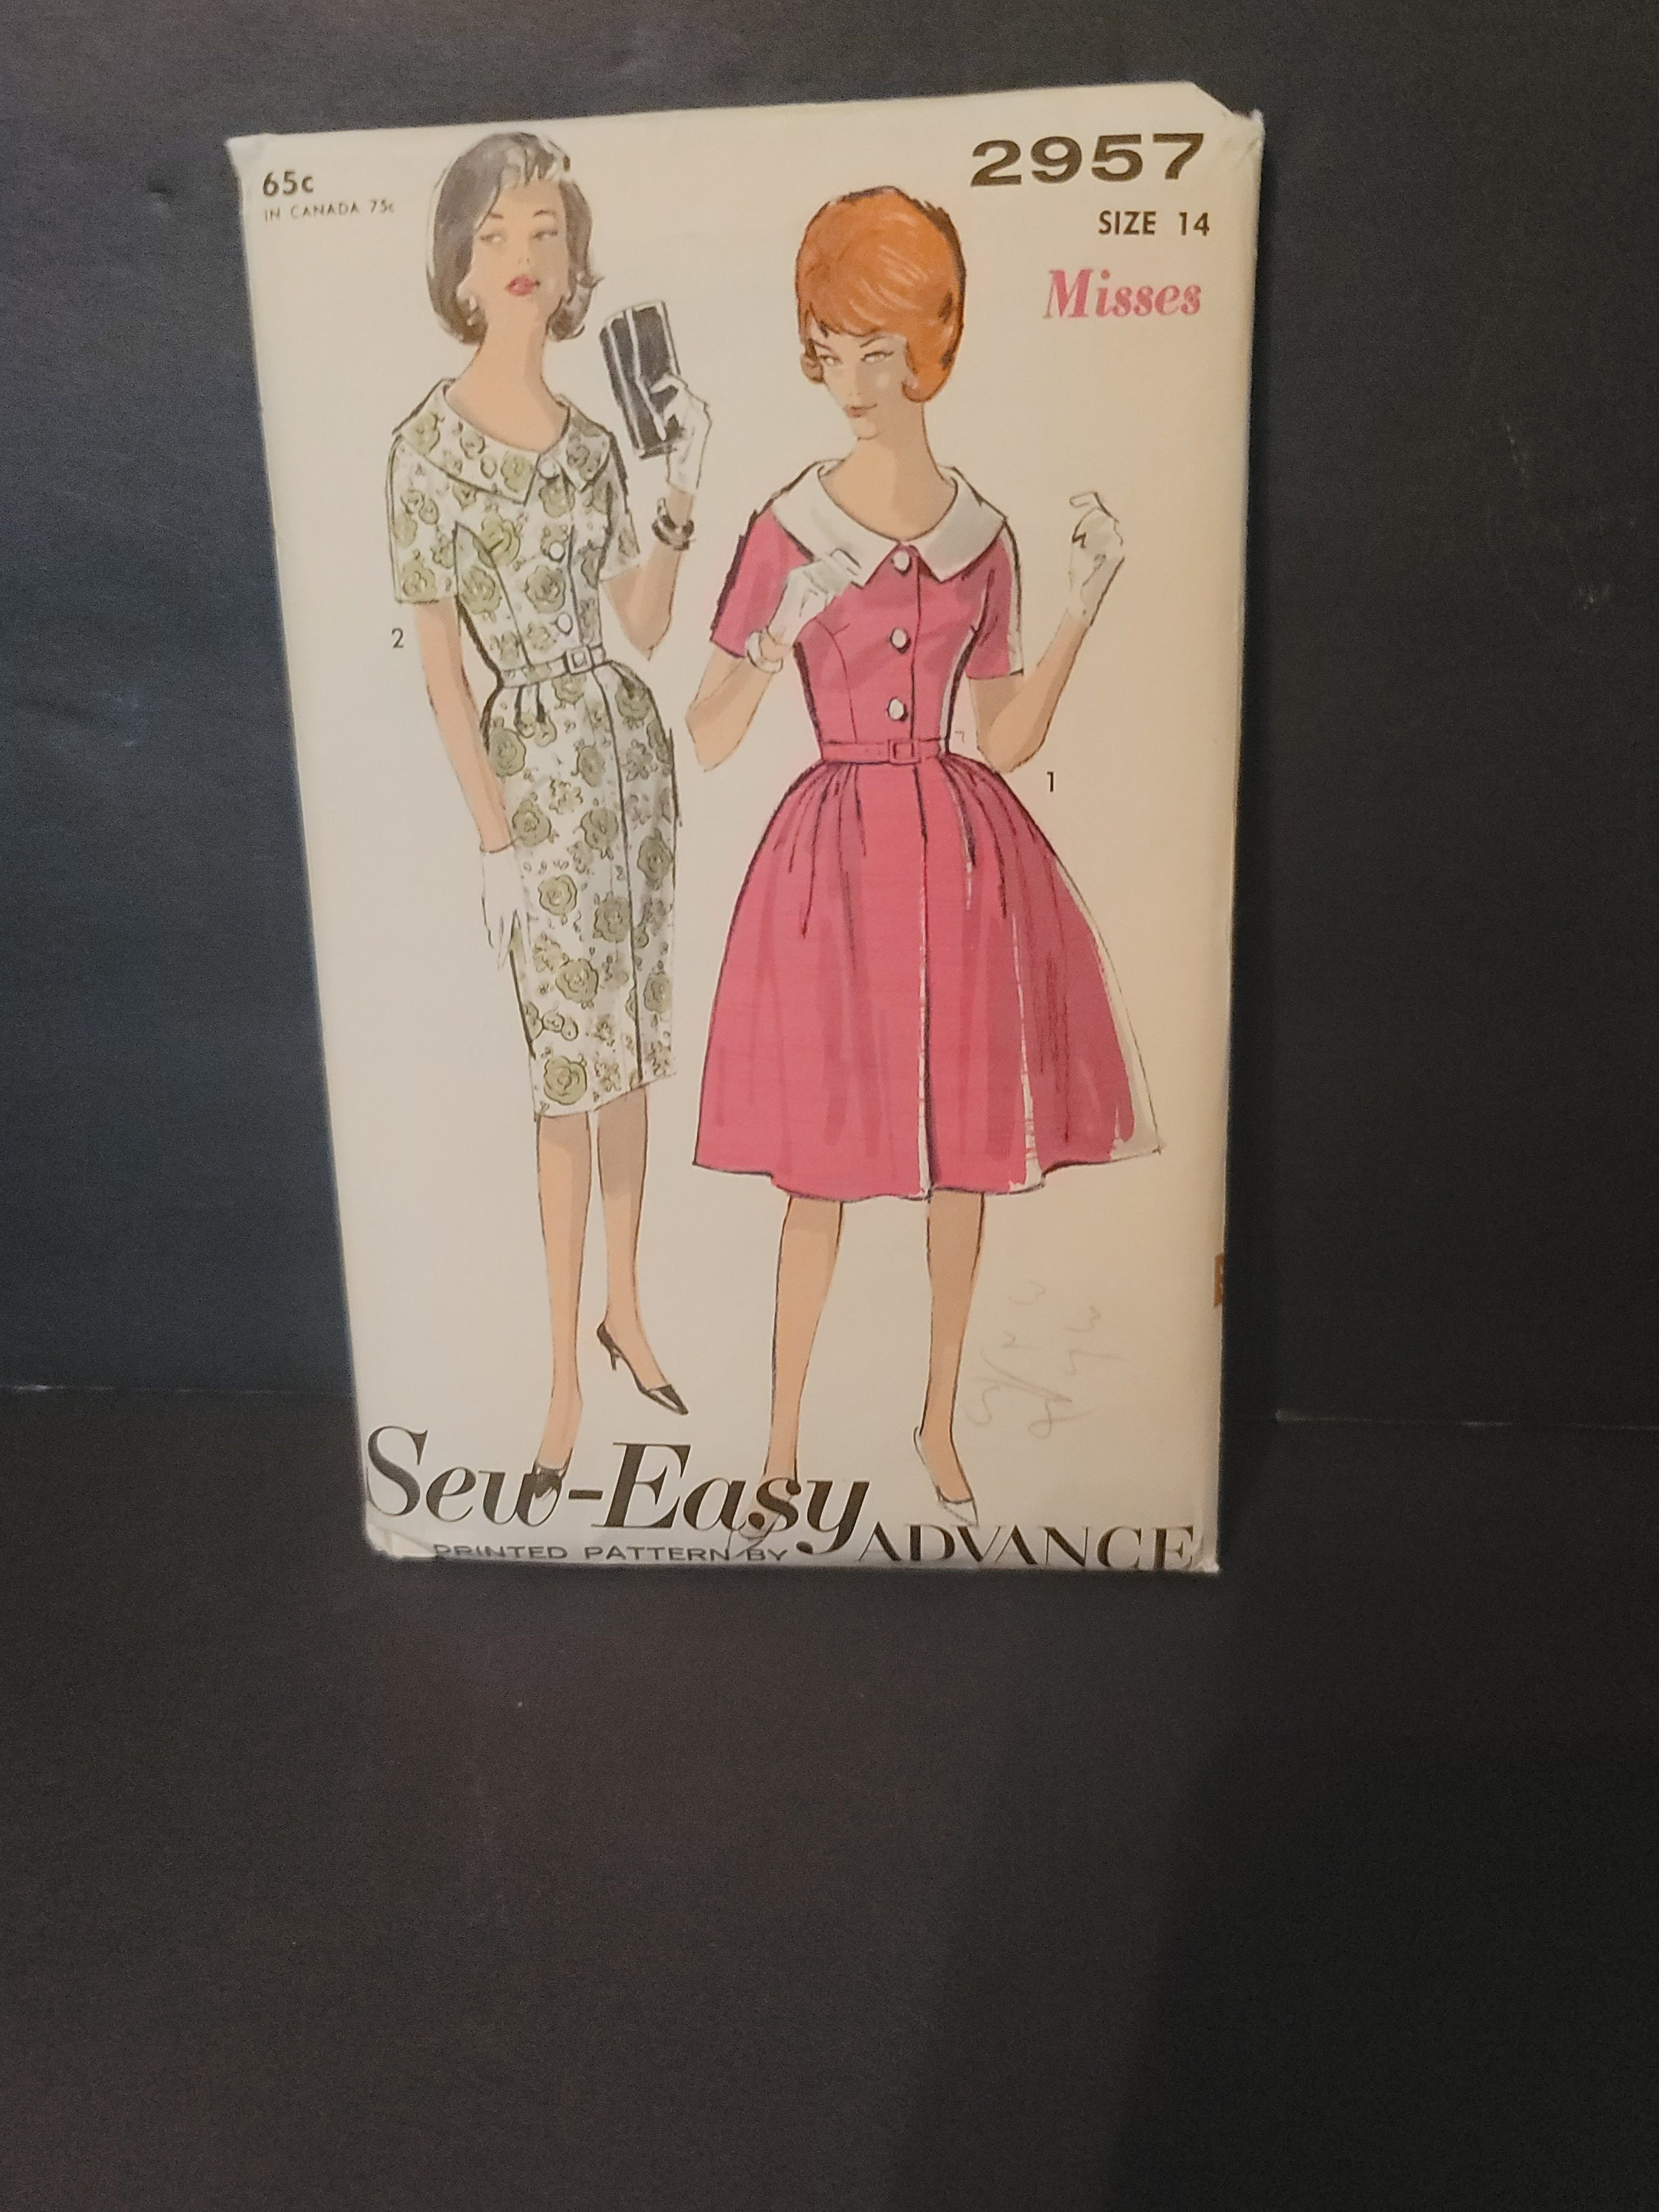 65c
IN CANADA 75c
2957
SIZE 14
Misses
2
1
Sew-Easy
PRINTED PATTERN BY ADVANCE